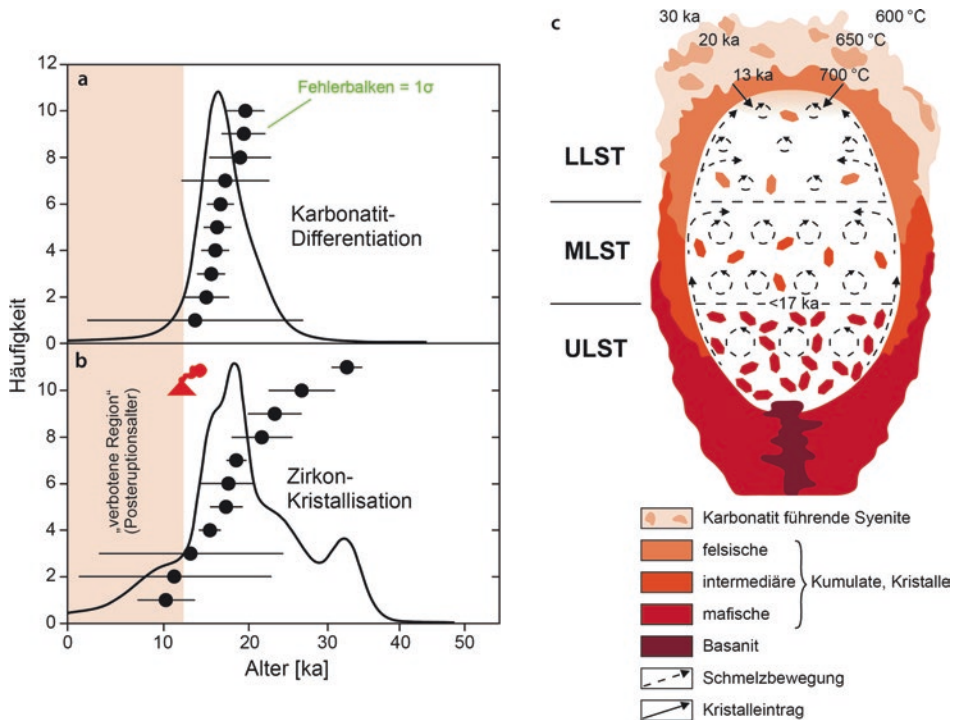 a
Fehlerbalken = 1σ
12
10
8
6
4
2
0
Karbonatit-
Differentiation
Häufigkeit
b
10
8
6
4
2
0
„verbotene Region“
(Posteruptionsalter)
Zirkon-
Kristallisation
0
10
20
30
40
50
Alter [ka]
c
30 ka
600 °C
20 ka
650 °C
13 ka
700 °C
LLST
MLST
<17 ka
ULST
Karbonatit führende Syenite
felsische
intermediäre
Kumulate, Kristalle
mafische
Basanit
Schmelzbewegung
Kristalleintrag